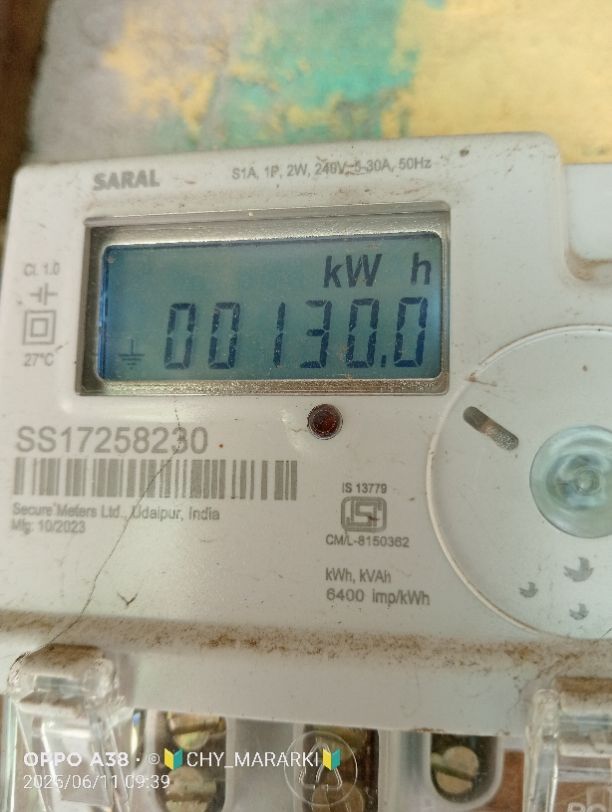 SARAL
S1A, 1P, 2W, 240V, 5-30A, 50Hz
Cl. 1.0
27°C
kW h
00130.0
SS17258230
Secure Meters Ltd., Udaipur, India
Mfg: 10/2023
IS 13779
ISI
CM/L-8150362
kWh, kVAh
6400 imp/kWh
OPPO A38 · ©🔰CHY_MARARKI🔰
2025/06/11 09:39